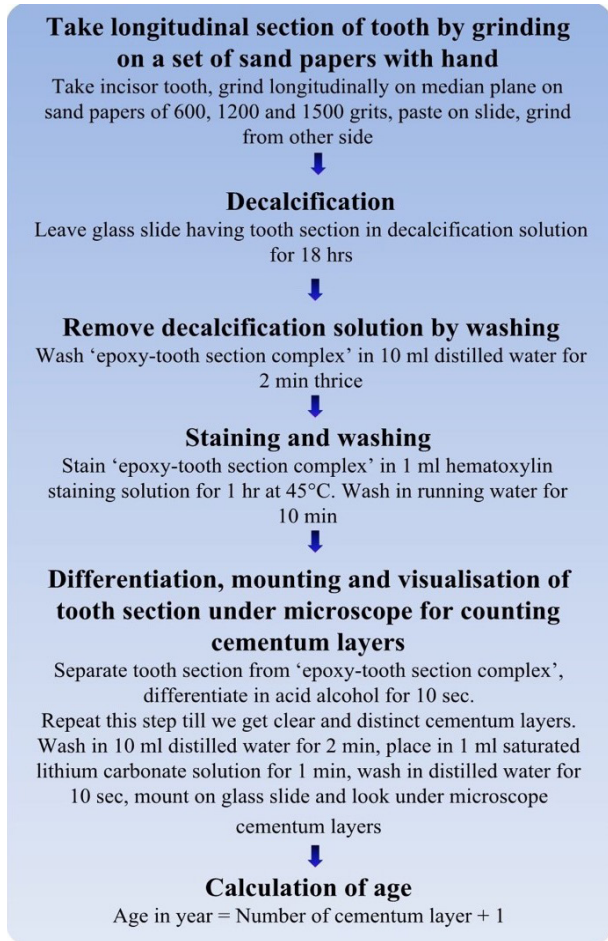 Take longitudinal section of tooth by grinding
on a set of sand papers with hand
Take incisor tooth, grind longitudinally on median plane on
sand papers of 600, 1200 and 1500 grits, paste on slide, grind
from other side
Decalcification
Leave glass slide having tooth section in decalcification solution
for 18 hrs
Remove decalcification solution by washing
Wash ‘epoxy-tooth section complex’ in 10 ml distilled water for
2 min thrice
Staining and washing
Stain ‘epoxy-tooth section complex’ in 1 ml hematoxylin
staining solution for 1 hr at 45°C. Wash in running water for
10 min
Differentiation, mounting and visualisation of
tooth section under microscope for counting
cementum layers
Separate tooth section from ‘epoxy-tooth section complex’,
differentiate in acid alcohol for 10 sec.
Repeat this step till we get clear and distinct cementum layers.
Wash in 10 ml distilled water for 2 min, place in 1 ml saturated
lithium carbonate solution for 1 min, wash in distilled water for
10 sec, mount on glass slide and look under microscope
cementum layers
Calculation of age
Age in year = Number of cementum layer + 1